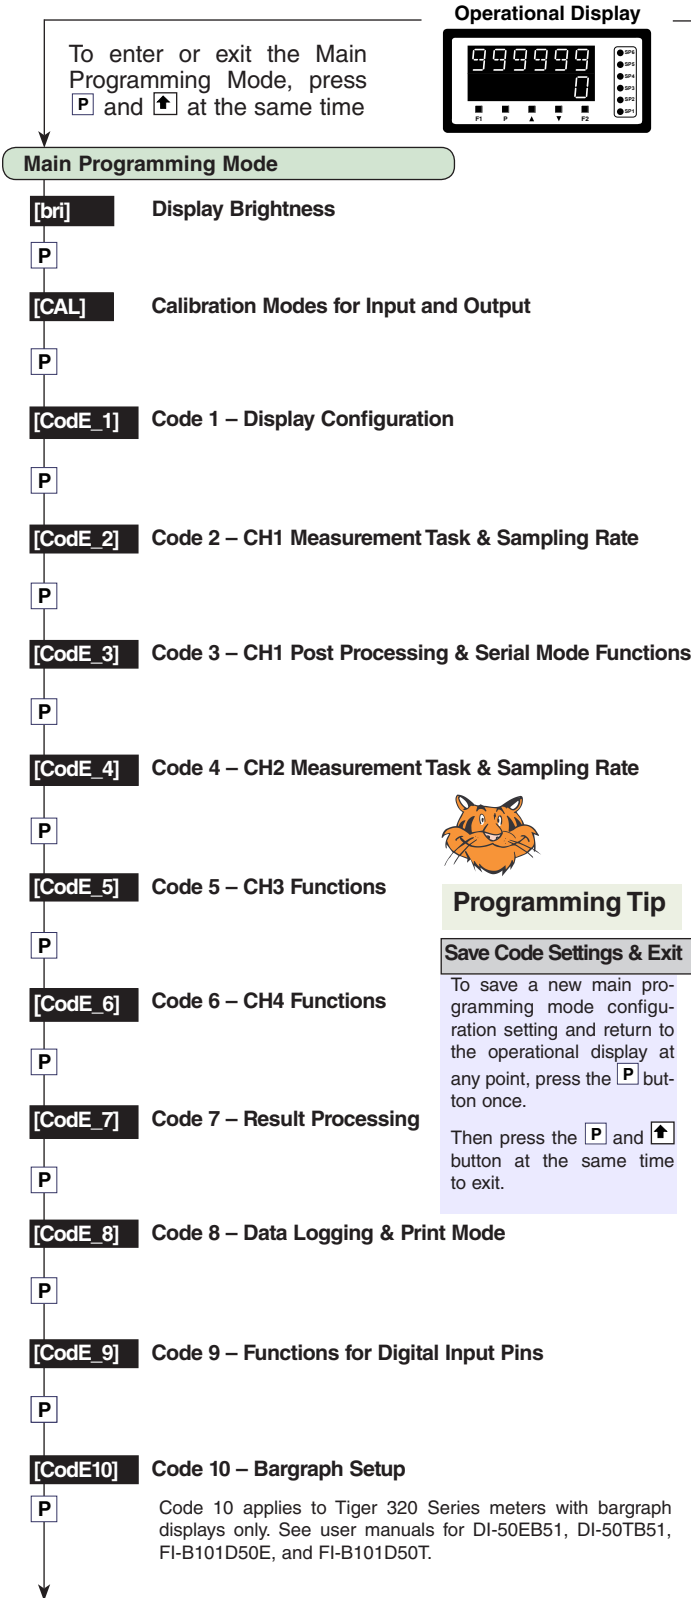 Operational Display
To enter or exit the Main
Programming Mode, press
P and ⬆ at the same time
999999
0
SP6
SP5
SP4
SP3
SP2
SP1
F1 P ▲ ▼ F2
Main Programming Mode
[bri] Display Brightness
P
[CAL] Calibration Modes for Input and Output
P
[CodE_1] Code 1 – Display Configuration
P
[CodE_2] Code 2 – CH1 Measurement Task & Sampling Rate
P
[CodE_3] Code 3 – CH1 Post Processing & Serial Mode Functions
P
[CodE_4] Code 4 – CH2 Measurement Task & Sampling Rate
P
[CodE_5] Code 5 – CH3 Functions
P
[CodE_6] Code 6 – CH4 Functions
P
[CodE_7] Code 7 – Result Processing
P
[CodE_8] Code 8 – Data Logging & Print Mode
P
[CodE_9] Code 9 – Functions for Digital Input Pins
P
[CodE10] Code 10 – Bargraph Setup
P
Code 10 applies to Tiger 320 Series meters with bargraph
displays only. See user manuals for DI-50EB51, DI-50TB51,
FI-B101D50E, and FI-B101D50T.
Programming Tip
Save Code Settings & Exit
To save a new main pro-
gramming mode configu-
ration setting and return to
the operational display at
any point, press the P but-
ton once.
Then press the P and ⬆
button at the same time
to exit.